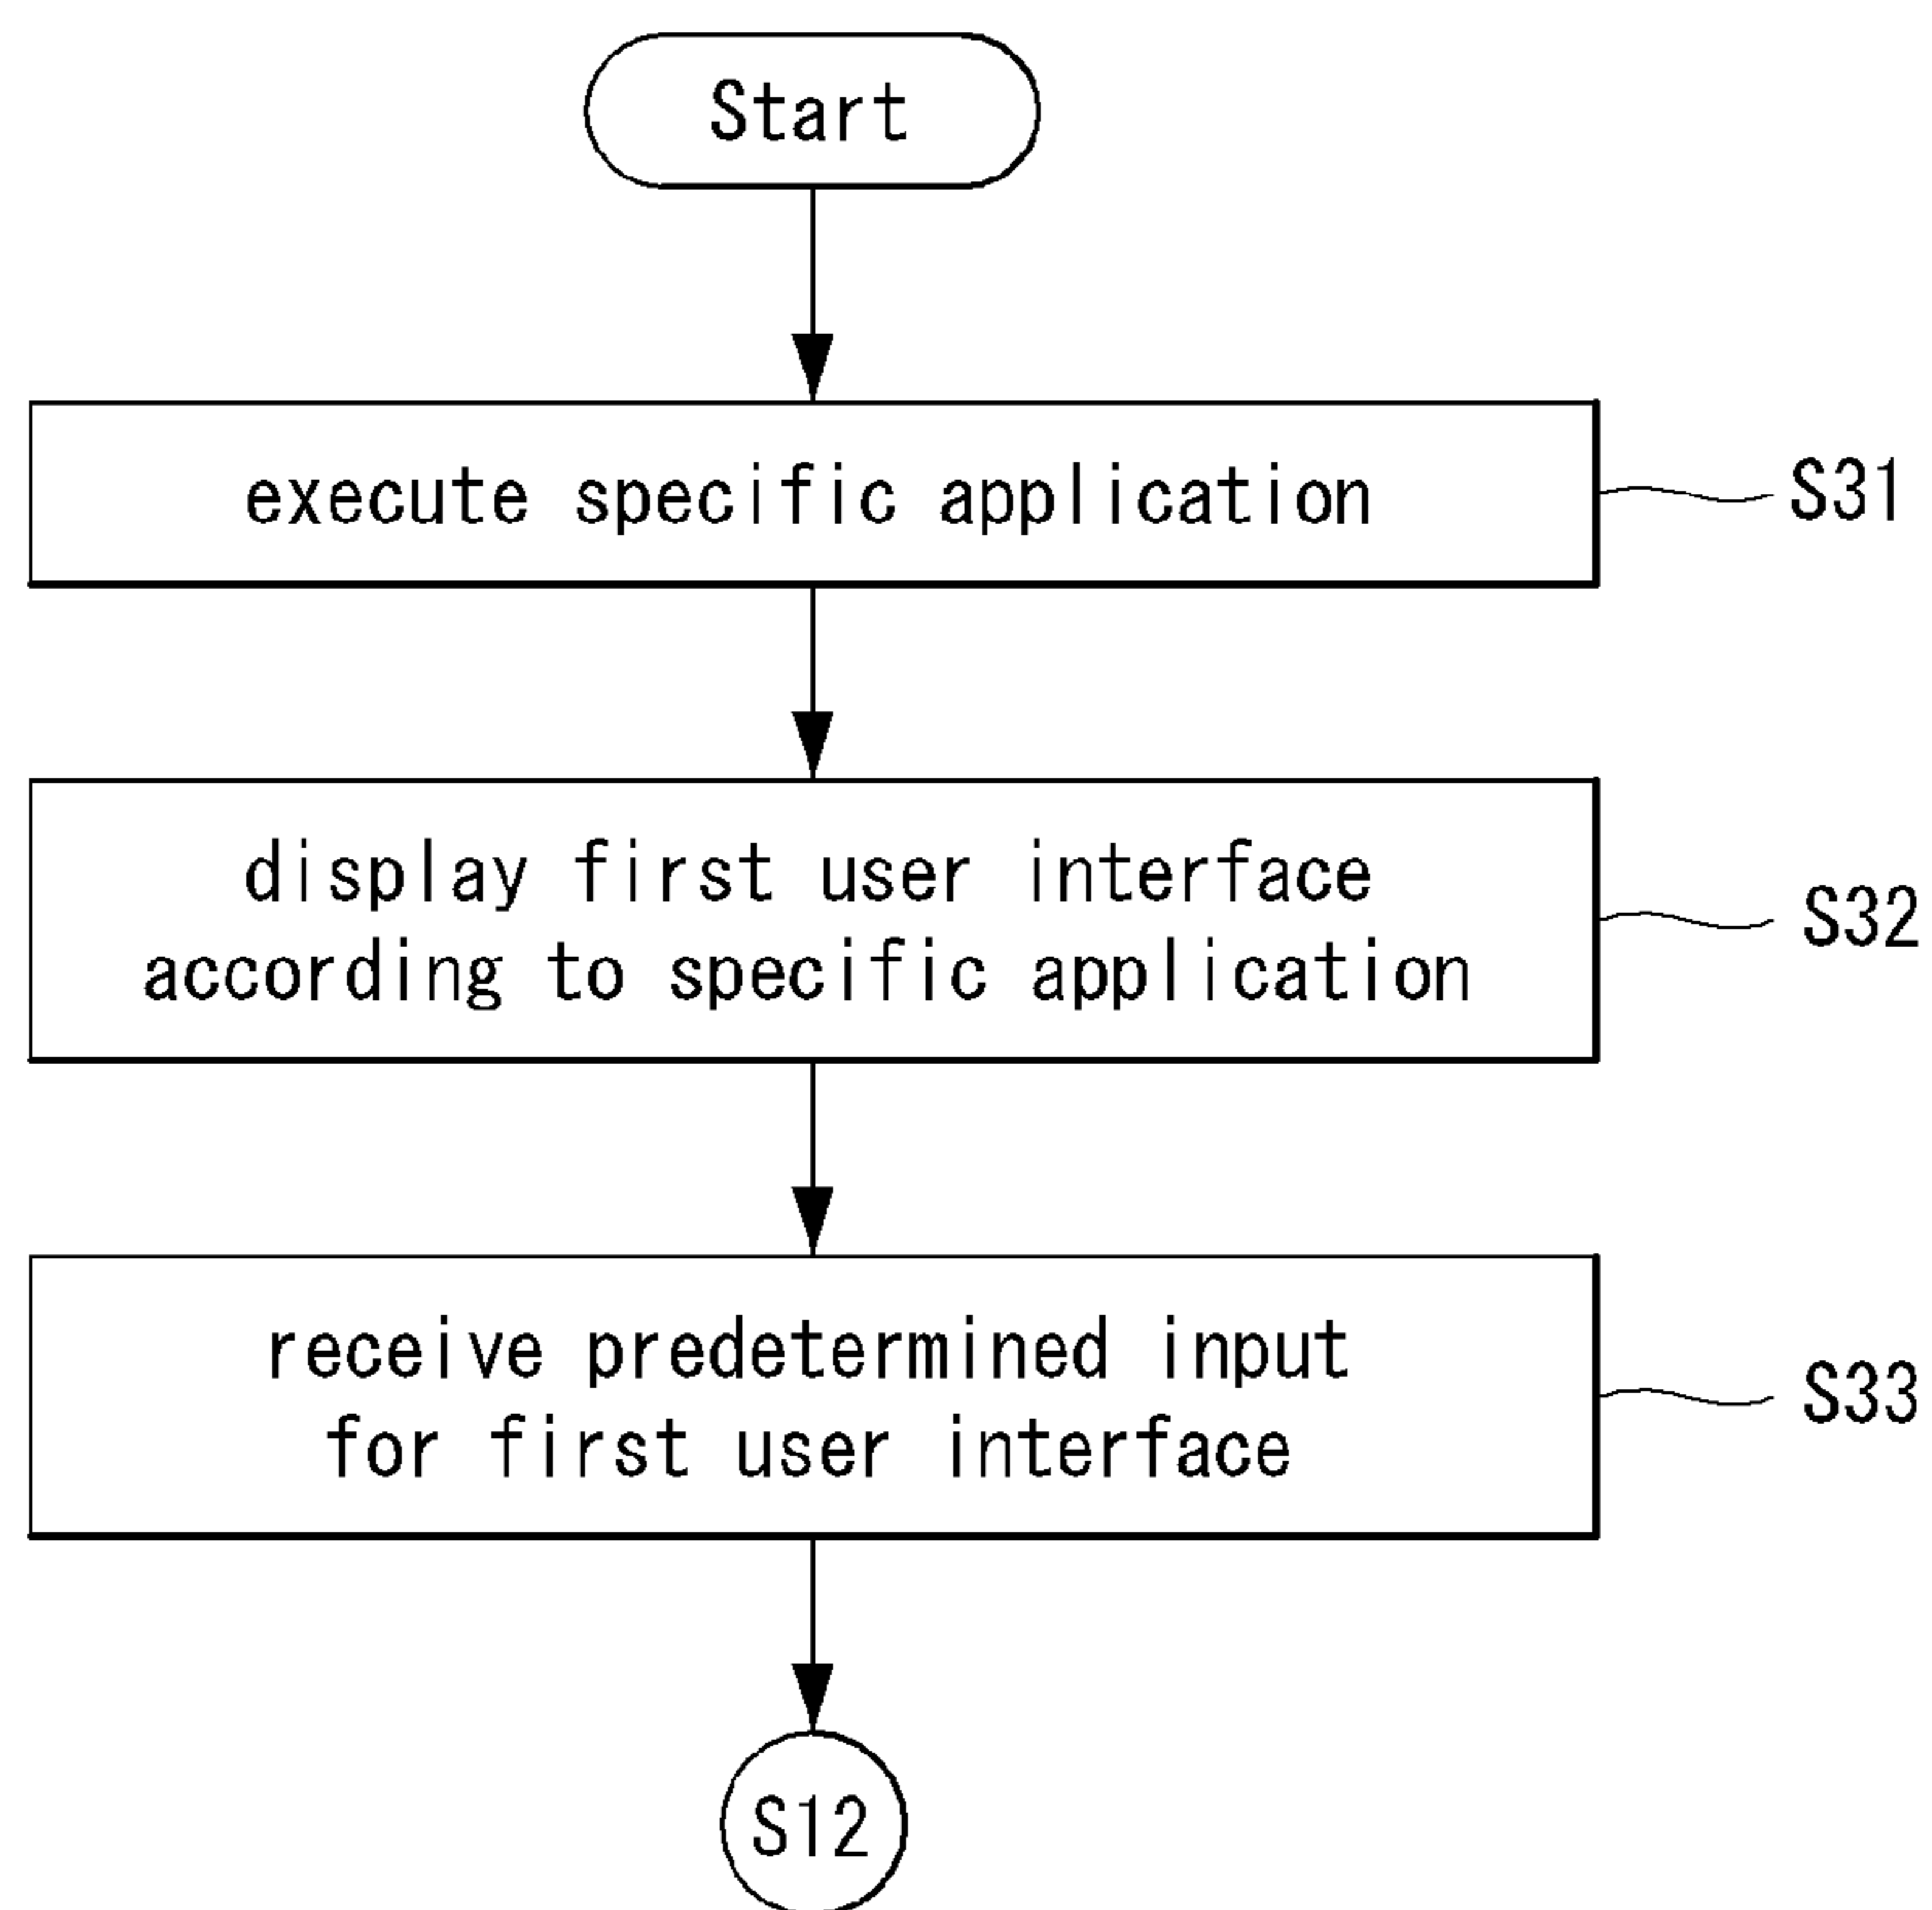 Start
execute specific application
S31
display first user interface
according to specific application
S32
receive predetermined input
for first user interface
S33
S12